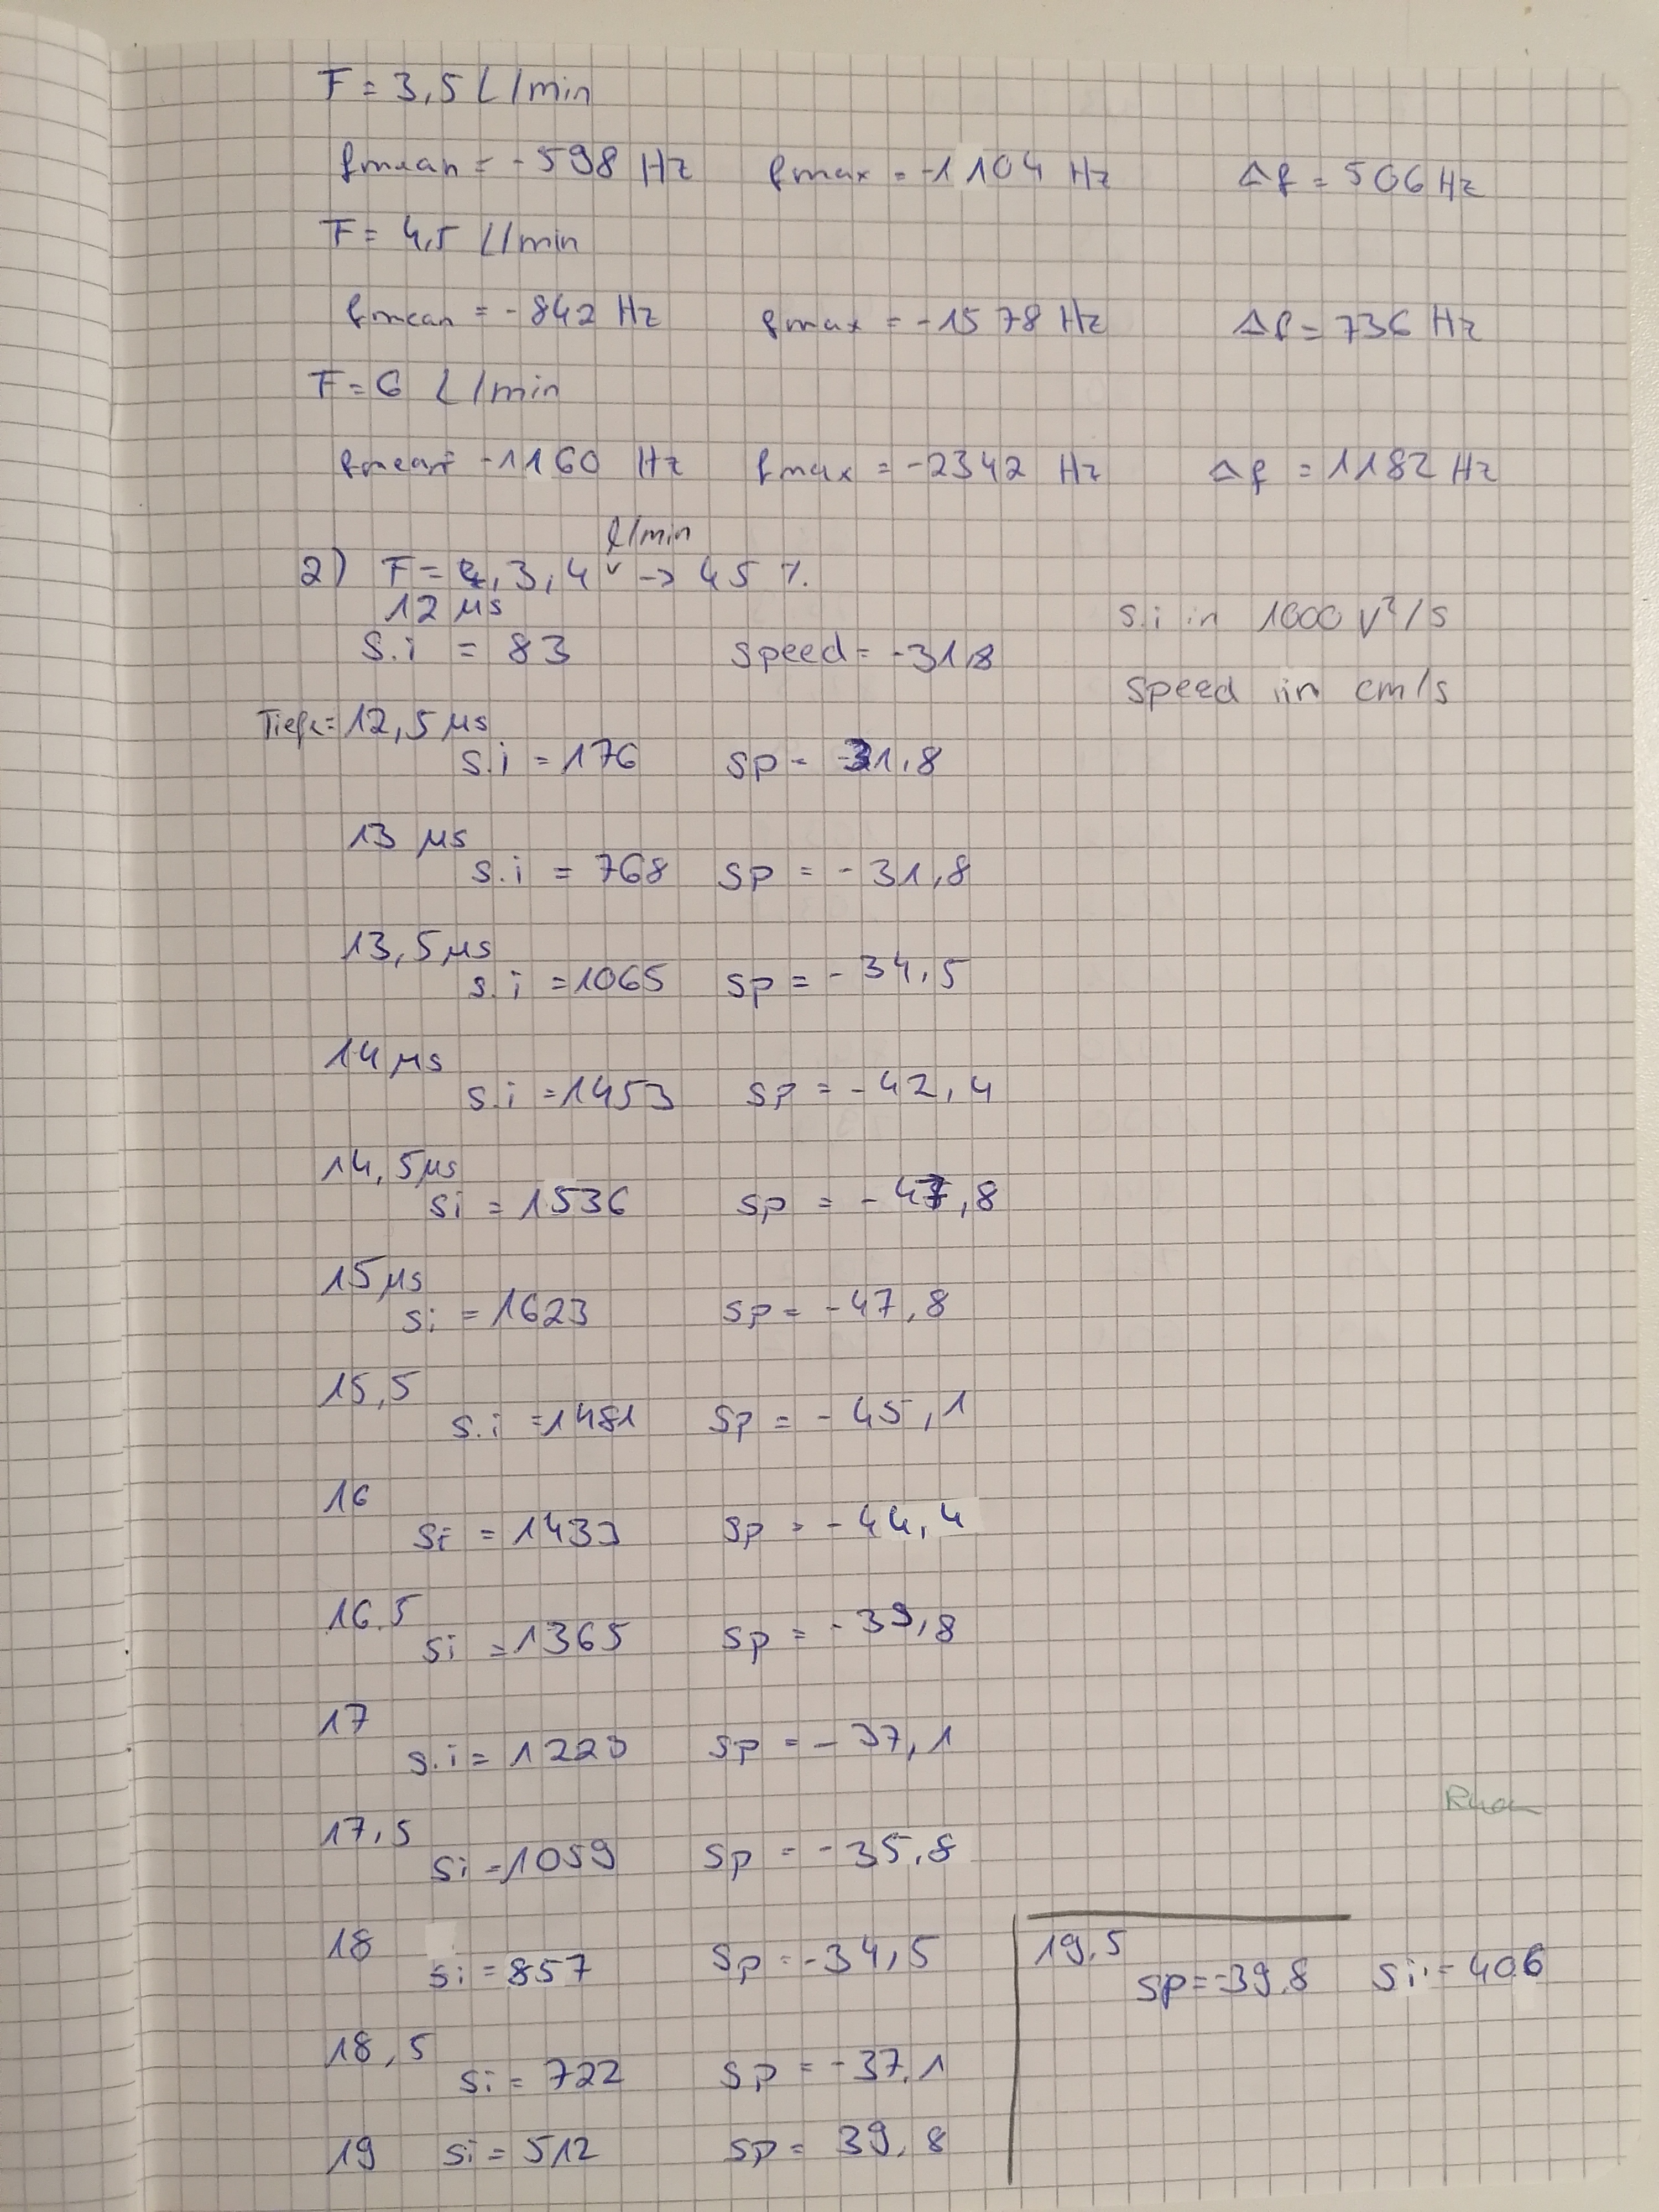 F = 3,5 L/min
fmean = -598 Hz fmax = -1104 Hz Δf = 506 Hz
F = 4,5 L/min
fmean = -842 Hz fmax = -1578 Hz Δf = 736 Hz
F = 6 L/min
fmean = -1160 Hz fmax = -2342 Hz Δf = 1182 Hz
l/min
2) F = 3,4 -> 45 %
12 µs
s.i in 1000 V²/s
S.i = 83 speed = -31,8
speed in cm/s
Tiefe = 12,5 µs
s.i = 176 sp = -31,8
13 µs
s.i = 768 sp = -31,8
13,5 µs
s.i = 1065 sp = -34,5
14 µs
s.i = 1453 sp = -42,4
14,5 µs
si = 1536 sp = -47,8
15 µs
si = 1623 sp = -47,8
15,5
s.i = 1481 sp = -45,1
16
si = 1433 sp = -44,4
16.5
si = 1365 sp = -39,8
17
s.i = 1223 sp = -37,1
17,5
si = 1059 sp = -35,8
18
si = 857 sp = -34,5
18,5
si = 722 sp = -37,1
19 si = 512 sp = 39,8
19,5
sp = -39,8 si = 406